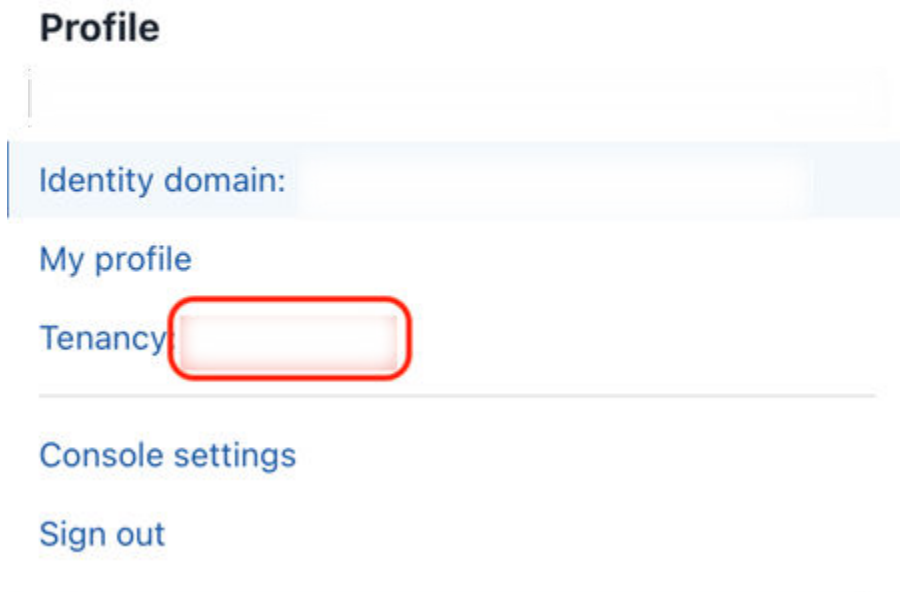 Profile
Identity domain:
My profile
Tenancy:
Console settings
Sign out